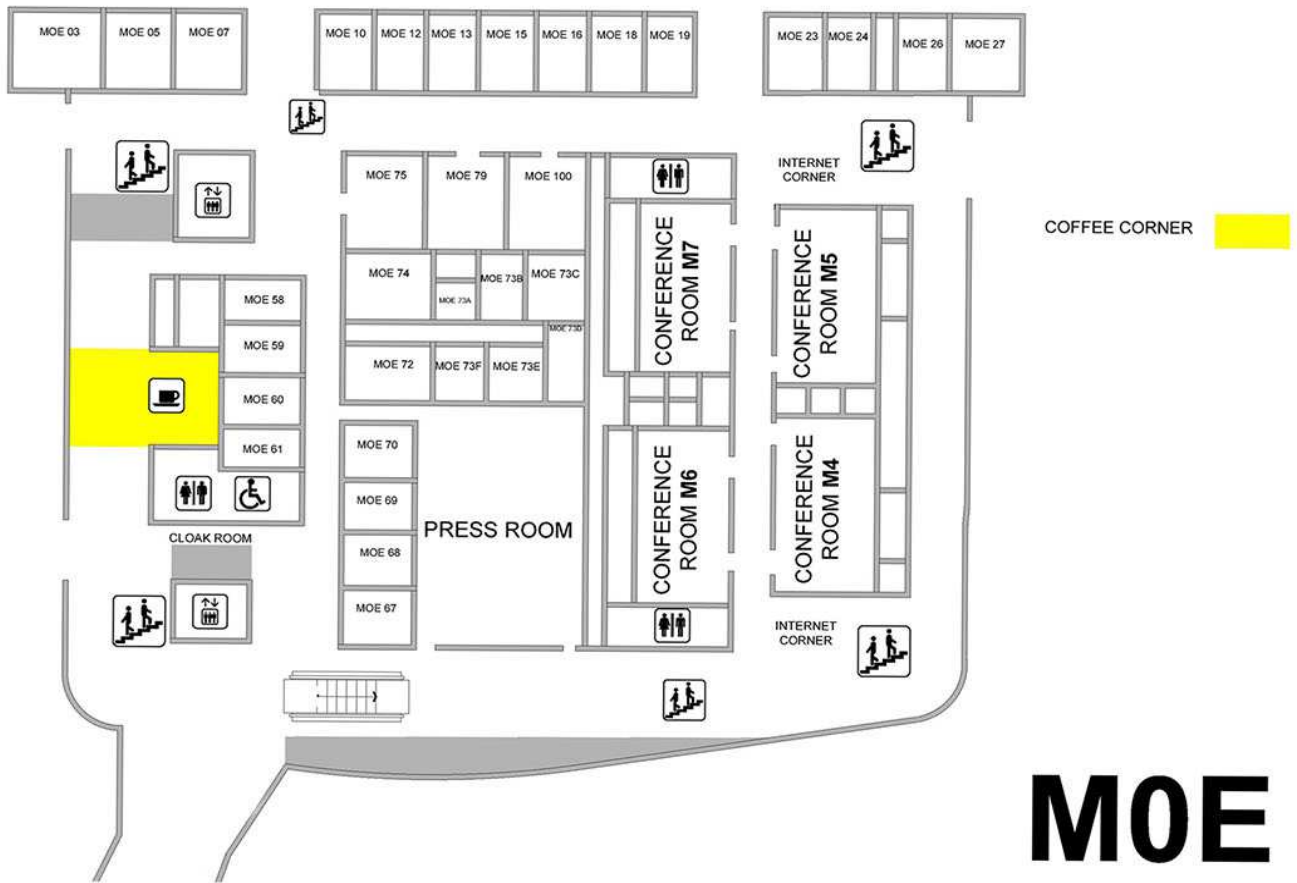 MOE 03
MOE 05
MOE 07
MOE 10
MOE 12
MOE 13
MOE 15
MOE 16
MOE 18
MOE 19
MOE 23
MOE 24
MOE 26
MOE 27
INTERNET
CORNER
MOE 75
MOE 79
MOE 100
COFFEE CORNER
CONFERENCE
ROOM M7
CONFERENCE
ROOM M5
MOE 74
MOE 73A
MOE 73B
MOE 73C
MOE 73D
MOE 58
MOE 59
MOE 60
MOE 61
MOE 72
MOE 73F
MOE 73E
MOE 70
MOE 69
MOE 68
MOE 67
PRESS ROOM
CONFERENCE
ROOM M6
CONFERENCE
ROOM M4
CLOAK ROOM
INTERNET
CORNER
M0E